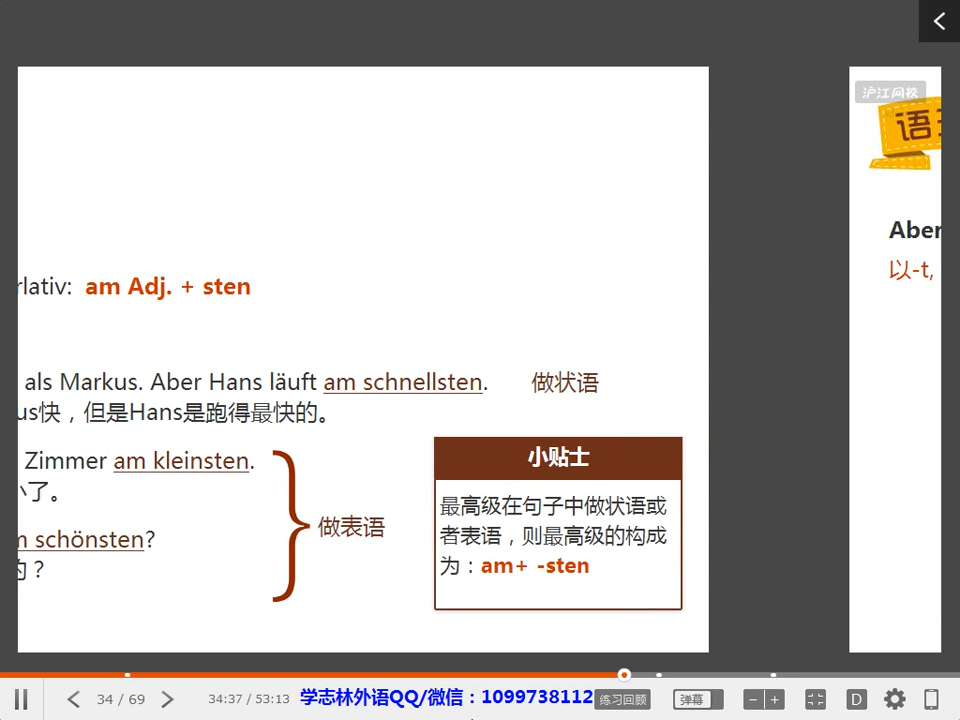 沪江网校
语
rlativ: am Adj. + sten
Aber
以-t,
als Markus. Aber Hans läuft am schnellsten. 做状语
us快，但是Hans是跑得最快的。
Zimmer am kleinsten.
小了。
m schönsten?
的？
做表语
小贴士
最高级在句子中做状语或
者表语，则最高级的构成
为：am+ -sten
34 / 69
34:37 / 53:13
学志林外语QQ/微信：1099738112
练习回顾
弹幕
D